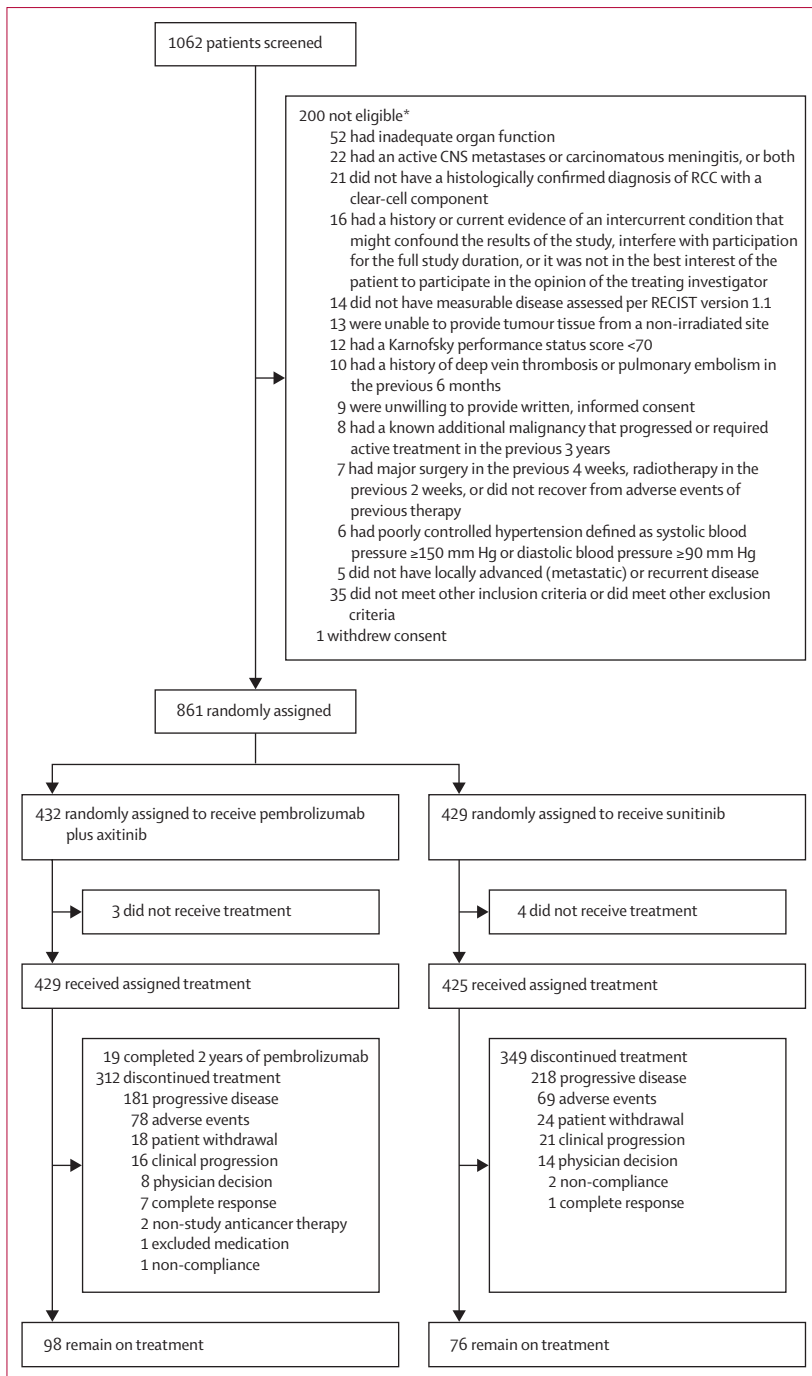 1062 patients screened
200 not eligible*
52 had inadequate organ function
22 had an active CNS metastases or carcinomatous meningitis, or both
21 did not have a histologically confirmed diagnosis of RCC with a
clear-cell component
16 had a history or current evidence of an intercurrent condition that
might confound the results of the study, interfere with participation
for the full study duration, or it was not in the best interest of the
patient to participate in the opinion of the treating investigator
14 did not have measurable disease assessed per RECIST version 1.1
13 were unable to provide tumour tissue from a non-irradiated site
12 had a Karnofsky performance status score <70
10 had a history of deep vein thrombosis or pulmonary embolism in
the previous 6 months
9 were unwilling to provide written, informed consent
8 had a known additional malignancy that progressed or required
active treatment in the previous 3 years
7 had major surgery in the previous 4 weeks, radiotherapy in the
previous 2 weeks, or did not recover from adverse events of
previous therapy
6 had poorly controlled hypertension defined as systolic blood
pressure ≥150 mm Hg or diastolic blood pressure ≥90 mm Hg
5 did not have locally advanced (metastatic) or recurrent disease
35 did not meet other inclusion criteria or did meet other exclusion
criteria
1 withdrew consent
861 randomly assigned
432 randomly assigned to receive pembrolizumab
plus axitinib
429 randomly assigned to receive sunitinib
3 did not receive treatment
4 did not receive treatment
429 received assigned treatment
425 received assigned treatment
19 completed 2 years of pembrolizumab
312 discontinued treatment
181 progressive disease
78 adverse events
18 patient withdrawal
16 clinical progression
8 physician decision
7 complete response
2 non-study anticancer therapy
1 excluded medication
1 non-compliance
349 discontinued treatment
218 progressive disease
69 adverse events
24 patient withdrawal
21 clinical progression
14 physician decision
2 non-compliance
1 complete response
98 remain on treatment
76 remain on treatment